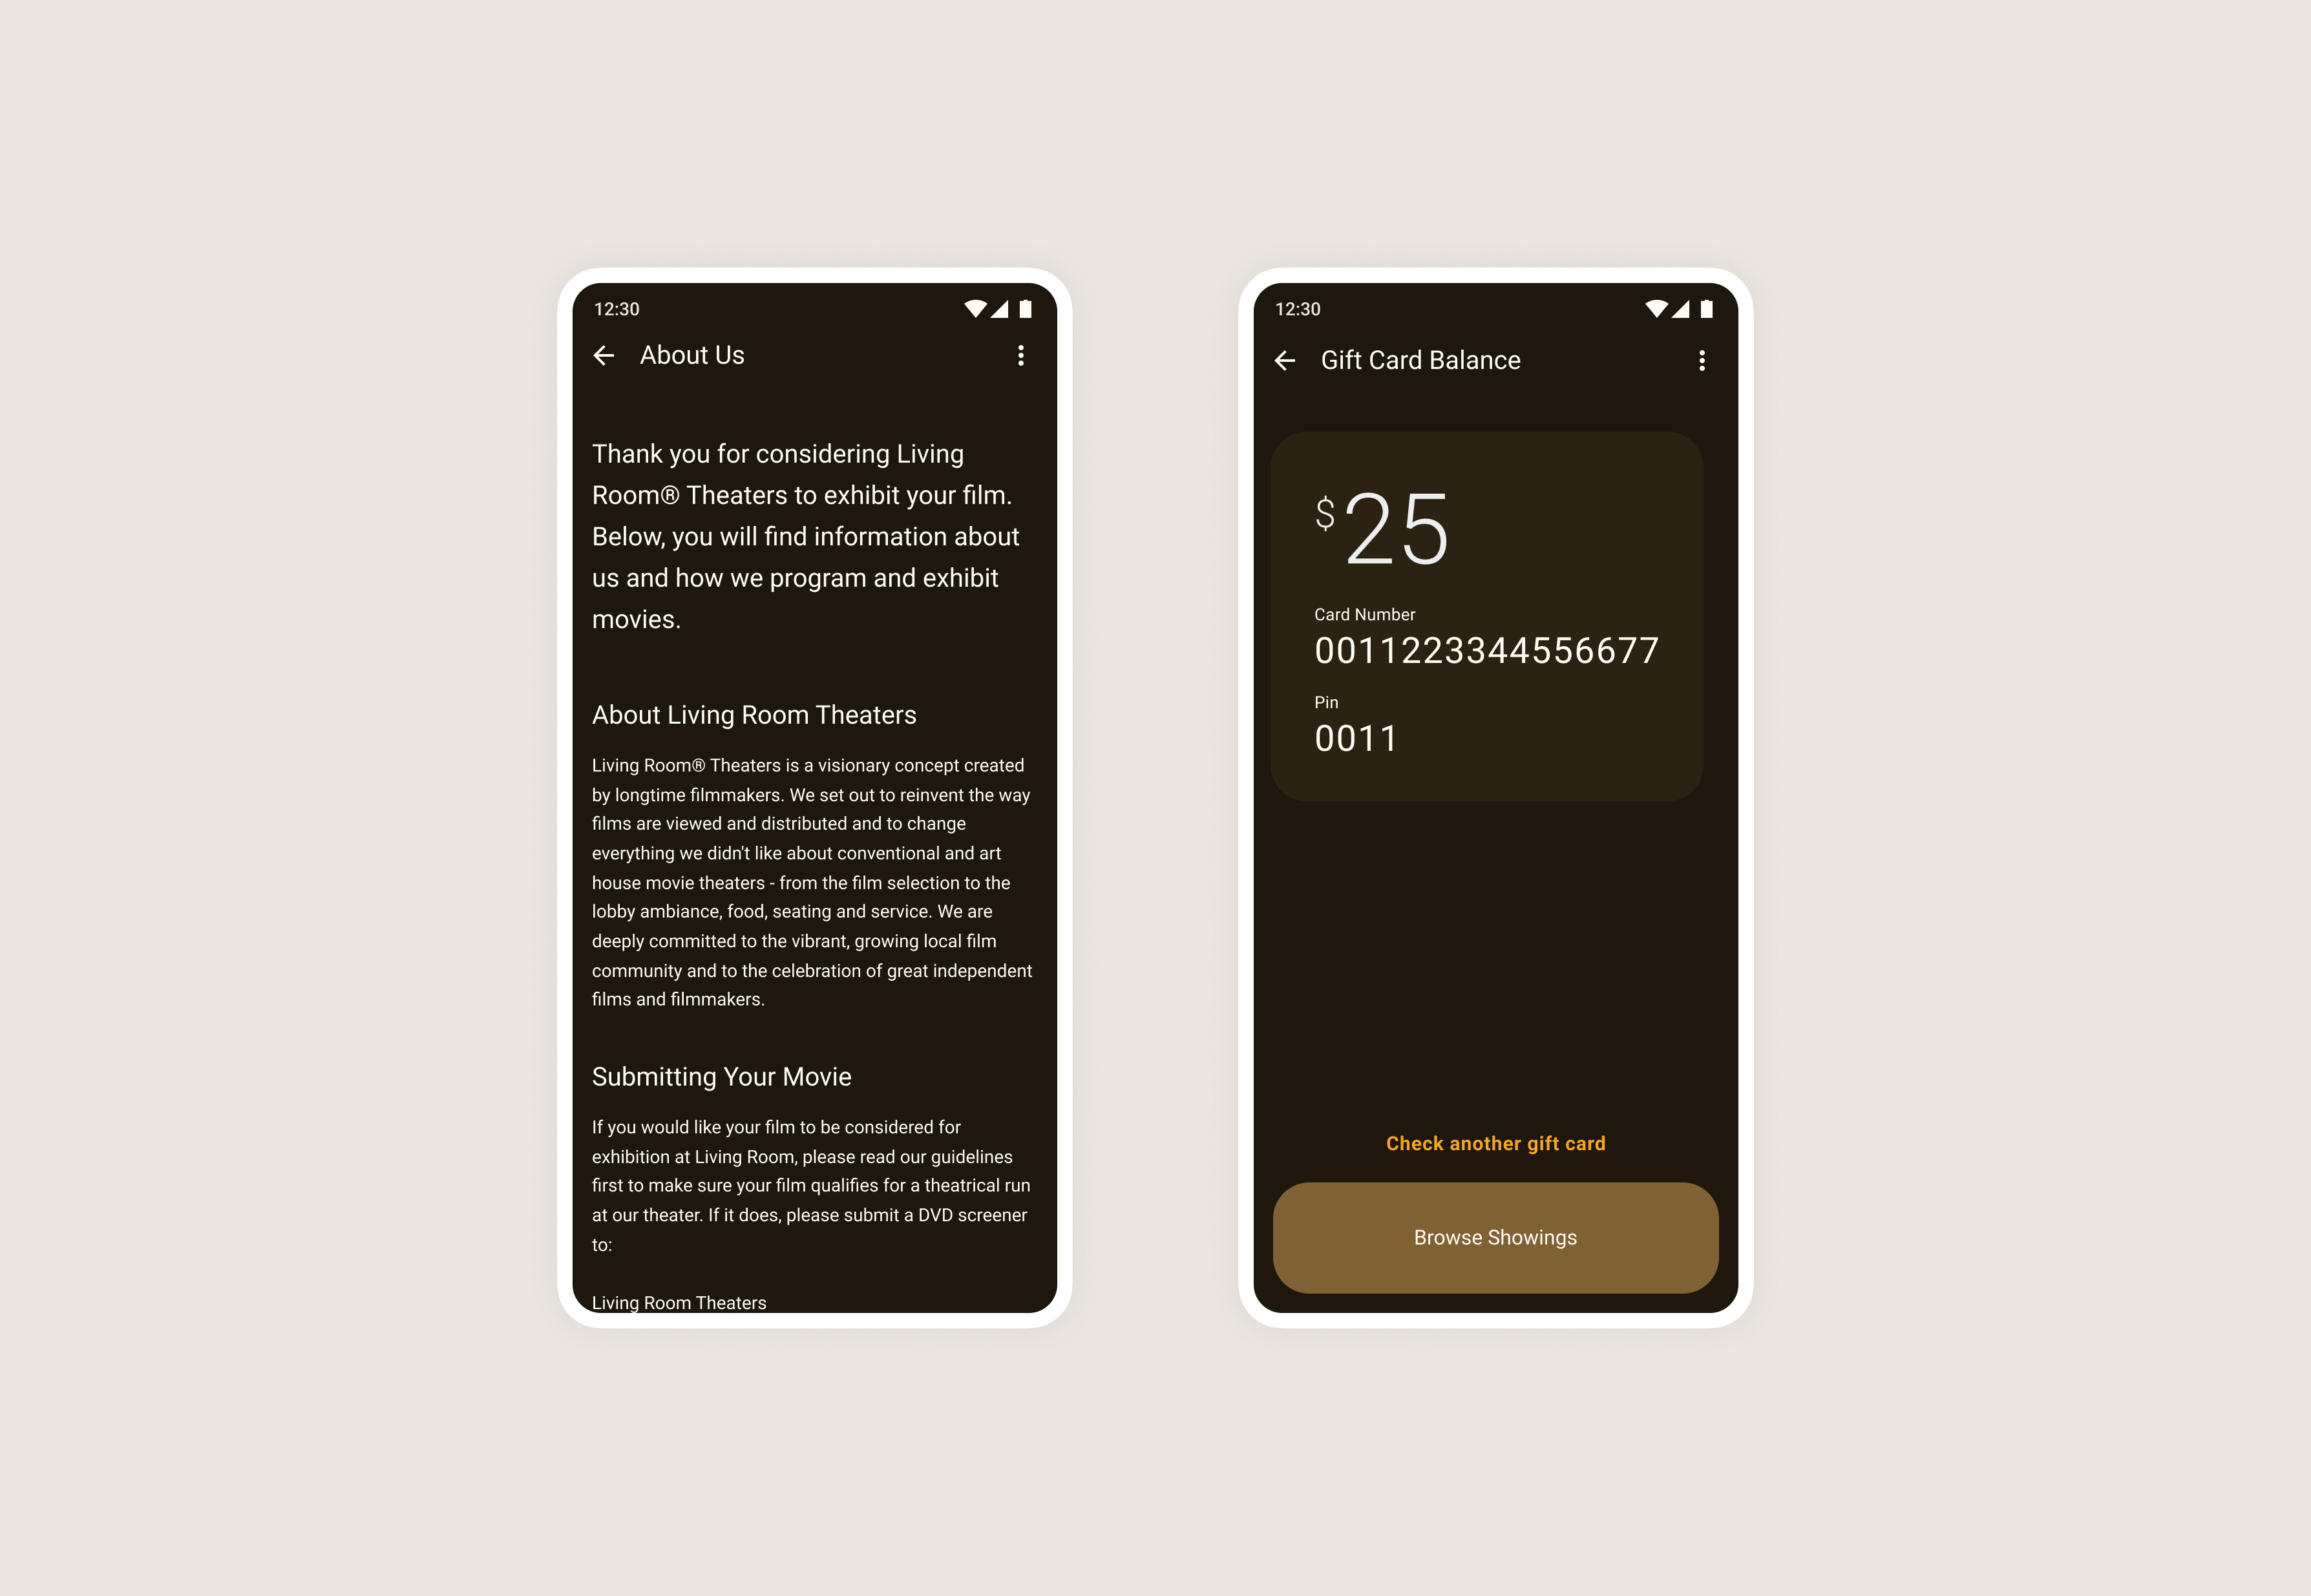 12:30
About Us
Thank you for considering Living
Room® Theaters to exhibit your film.
Below, you will find information about
us and how we program and exhibit
movies.
About Living Room Theaters
Living Room® Theaters is a visionary concept created
by longtime filmmakers. We set out to reinvent the way
films are viewed and distributed and to change
everything we didn't like about conventional and art
house movie theaters - from the film selection to the
lobby ambiance, food, seating and service. We are
deeply committed to the vibrant, growing local film
community and to the celebration of great independent
films and filmmakers.
Submitting Your Movie
If you would like your film to be considered for
exhibition at Living Room, please read our guidelines
first to make sure your film qualifies for a theatrical run
at our theater. If it does, please submit a DVD screener
to:
Living Room Theaters
12:30
Gift Card Balance
$25
Card Number
0011223344556677
Pin
0011
Check another gift card
Browse Showings